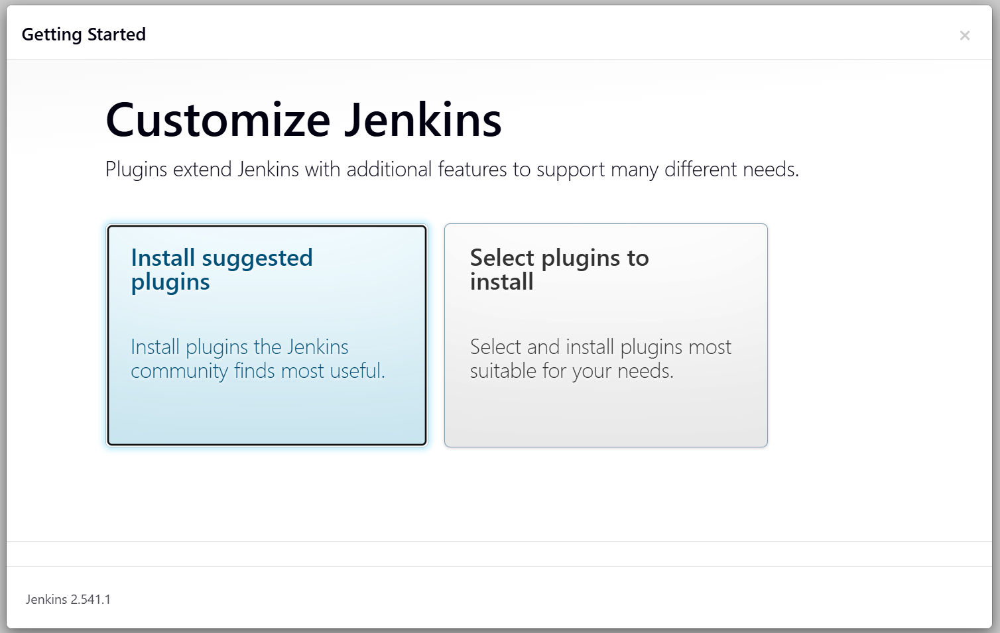 Getting Started
×
Customize Jenkins
Plugins extend Jenkins with additional features to support many different needs.
Install suggested
plugins
Install plugins the Jenkins
community finds most useful.
Select plugins to
install
Select and install plugins most
suitable for your needs.
Jenkins 2.541.1